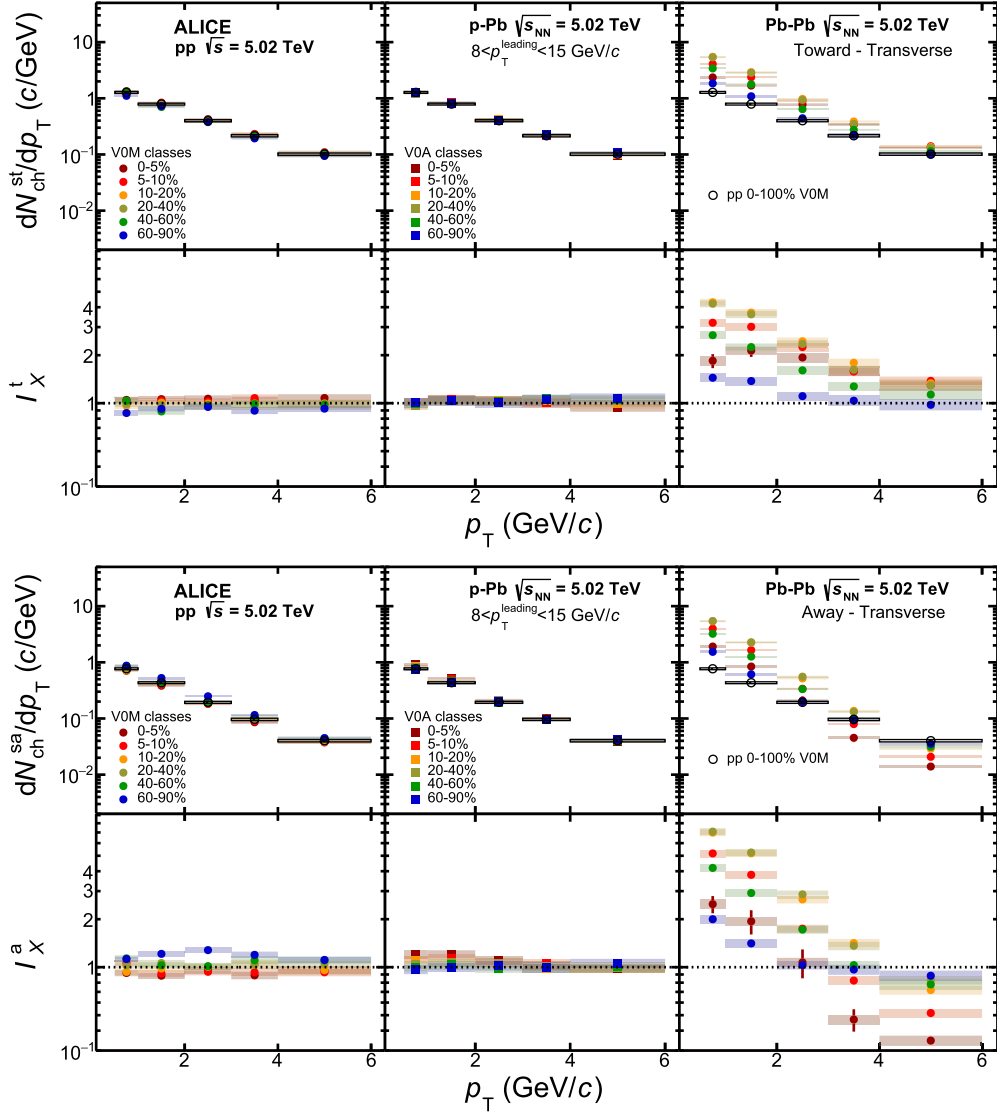 ALICE
pp √s = 5.02 TeV
p-Pb √sNN = 5.02 TeV
8<pTleading<15 GeV/c
Pb-Pb √sNN = 5.02 TeV
Toward - Transverse
dNchst/dpT (c/GeV)
10
1
10−1
10−2
V0M classes
0-5%
5-10%
10-20%
20-40%
40-60%
60-90%
V0A classes
0-5%
5-10%
10-20%
20-40%
40-60%
60-90%
pp 0-100% V0M
IXt
4
3
2
1
10−1
2 4 6 2 4 6 2 4 6
pT (GeV/c)
ALICE
pp √s = 5.02 TeV
p-Pb √sNN = 5.02 TeV
8<pTleading<15 GeV/c
Pb-Pb √sNN = 5.02 TeV
Away - Transverse
dNchsa/dpT (c/GeV)
10
1
10−1
10−2
V0M classes
0-5%
5-10%
10-20%
20-40%
40-60%
60-90%
V0A classes
0-5%
5-10%
10-20%
20-40%
40-60%
60-90%
pp 0-100% V0M
IXa
4
3
2
1
10−1
2 4 6 2 4 6 2 4 6
pT (GeV/c)